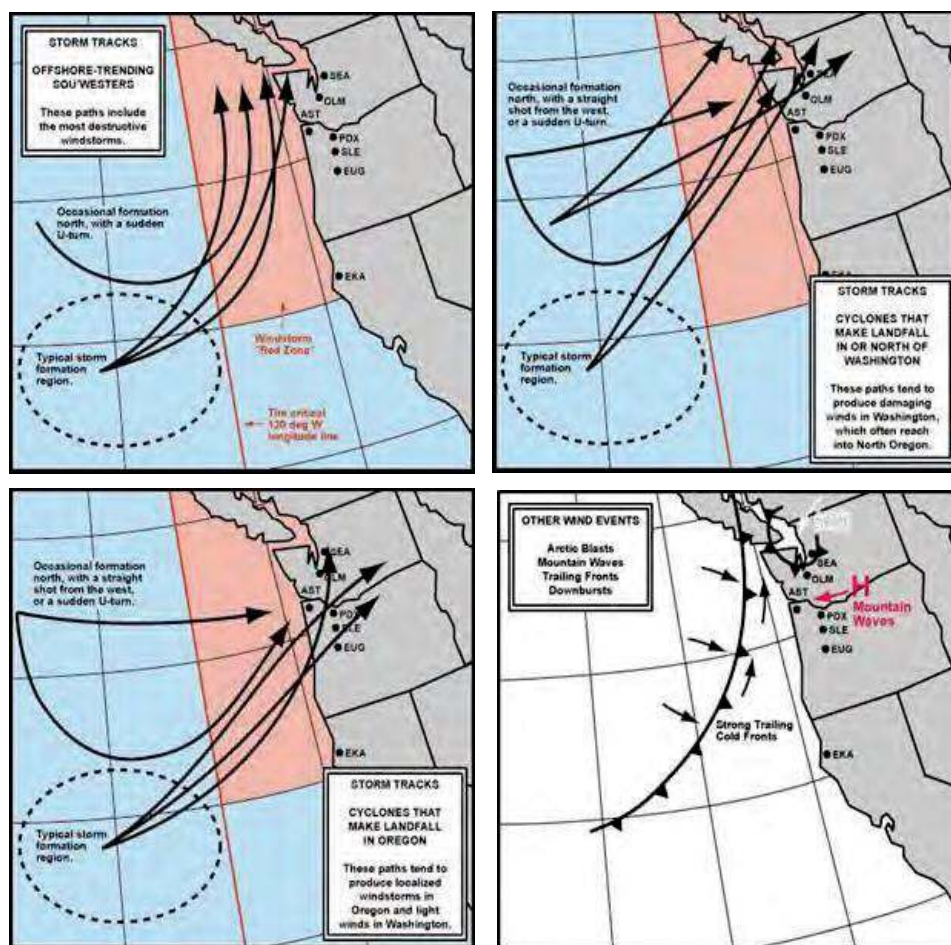 STORM TRACKS
OFFSHORE-TRENDING
SOU'WESTERS
These paths include
the most destructive
windstorms.
SEA
OLM
AST
PDX
SLE
EUG
Occasional formation
north, with a sudden
U-turn.
EKA
Windstorm
"Red Zone"
Typical storm
formation
region.
The critical
130 deg W
longitude line
Occasional formation
north, with a straight
shot from the west,
or a sudden U-turn.
OLM
AST
PDX
SLE
EUG
EKA
Typical storm
formation
region.
STORM TRACKS
CYCLONES THAT
MAKE LANDFALL
IN OR NORTH OF
WASHINGTON
These paths tend to
produce damaging
winds in Washington,
which often reach
into North Oregon.
Occasional formation
north, with a straight
shot from the west,
or a sudden U-turn.
SEA
OLM
AST
PDX
SLE
EUG
EKA
Typical storm
formation
region.
STORM TRACKS
CYCLONES THAT
MAKE LANDFALL
IN OREGON
These paths tend to
produce localized
windstorms in
Oregon and light
winds in Washington.
OTHER WIND EVENTS
Arctic Blasts
Mountain Waves
Trailing Fronts
Downbursts
SEA
OLM
AST
H
Mountain
Waves
PDX
SLE
EUG
Strong Trailing
Cold Fronts
EKA